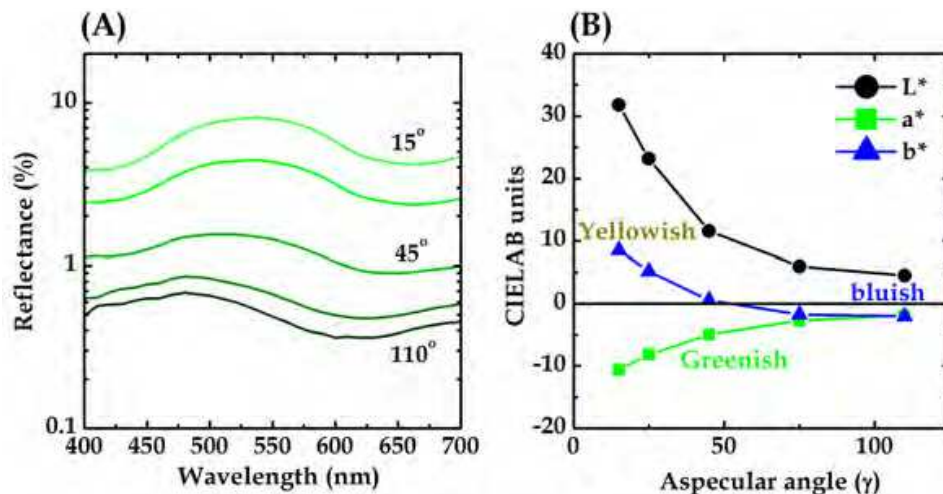 (A)
10
1
0.1
Reflectance (%)
15°
45°
110°
400 450 500 550 600 650 700
Wavelength (nm)
(B)
40
30
20
10
0
-10
-20
CIELAB units
L*
a*
b*
Yellowish
bluish
Greenish
0 50 100
Aspecular angle (γ)